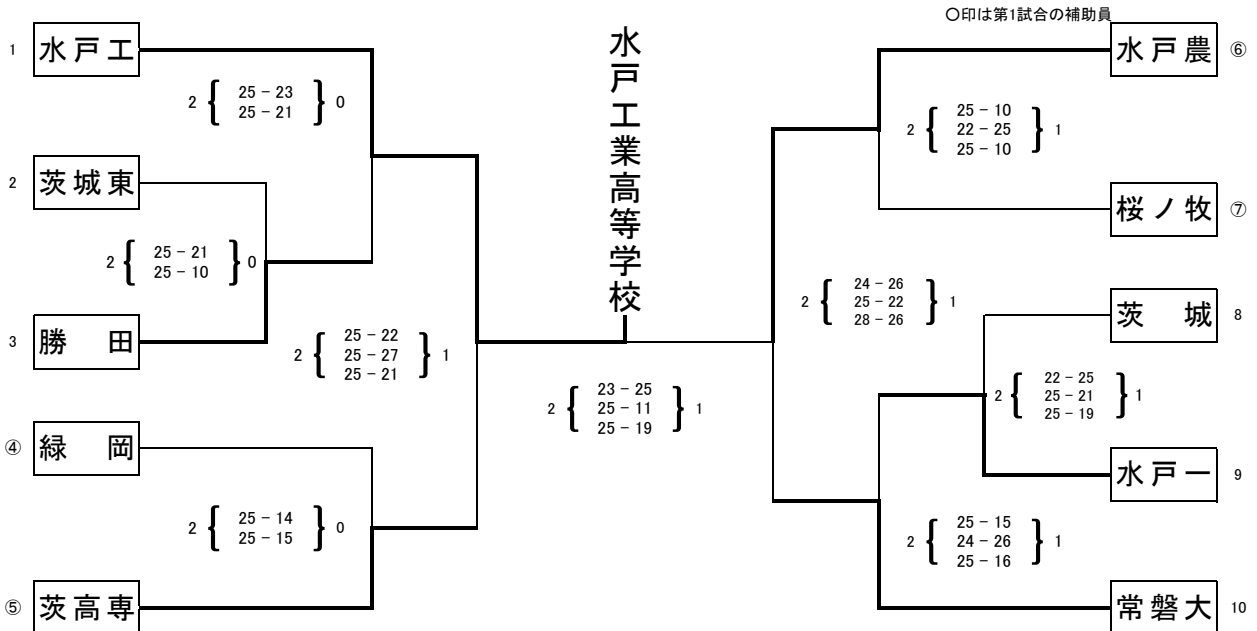 〇印は第1試合の補助員
1 水戸工
2 { 25 - 23 } 0
25 - 21
2 茨城東
2 { 25 - 21 } 0
25 - 10
3 勝　田
2 { 25 - 22 } 1
25 - 27
25 - 21
④ 緑　岡
2 { 25 - 14 } 0
25 - 15
⑤ 茨高専
水戸工業高等学校
2 { 23 - 25 } 1
25 - 11
25 - 19
水戸農 ⑥
2 { 25 - 10 } 1
22 - 25
25 - 10
桜ノ牧 ⑦
2 { 24 - 26 } 1
25 - 22
28 - 26
茨　城 8
2 { 22 - 25 } 1
25 - 21
25 - 19
水戸一 9
2 { 25 - 15 } 1
24 - 26
25 - 16
常磐大 10